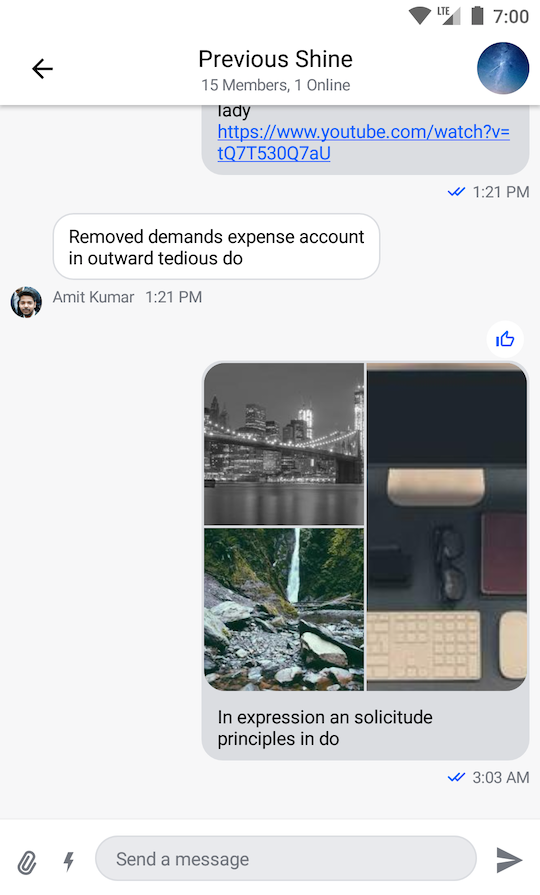 LTE 7:00
Previous Shine
15 Members, 1 Online
lady
https://www.youtube.com/watch?v=
tQ7T530Q7aU
1:21 PM
Removed demands expense account
in outward tedious do
Amit Kumar 1:21 PM
In expression an solicitude
principles in do
3:03 AM
Send a message